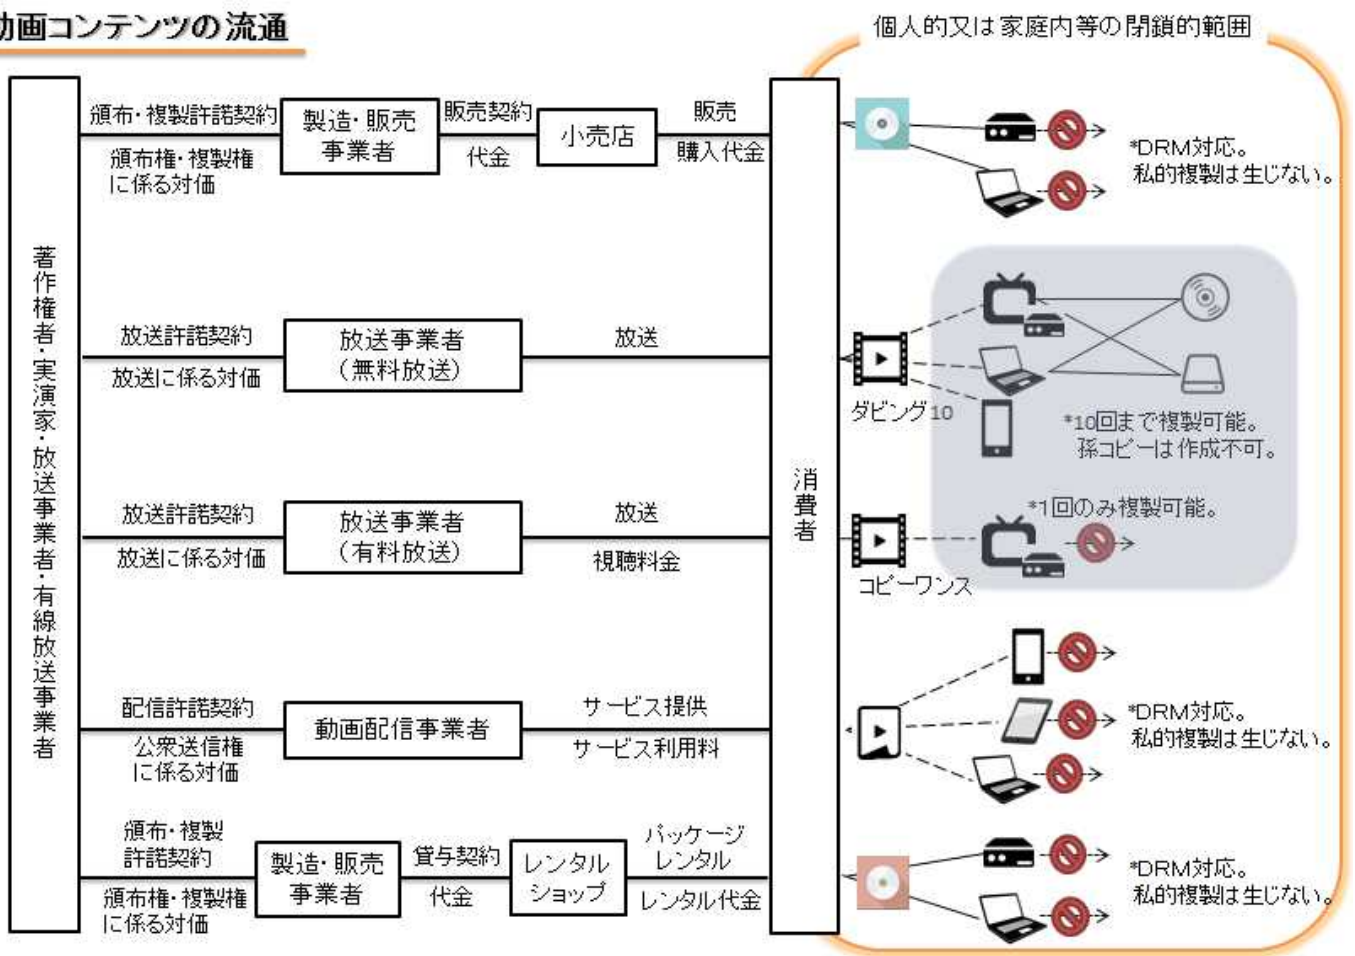 動画コンテンツの流通
個人的又は家庭内等の閉鎖的範囲
著作権者・実演家・放送事業者・有線放送事業者
頒布・複製許諾契約
頒布権・複製権
に係る対価
製造・販売
事業者
販売契約
代金
小売店
販売
購入代金
消費者
*DRM対応。
私的複製は生じない。
放送許諾契約
放送に係る対価
放送事業者
（無料放送）
放送
ダビング10
*10回まで複製可能。
孫コピーは作成不可。
放送許諾契約
放送に係る対価
放送事業者
（有料放送）
放送
視聴料金
コピーワンス
*1回のみ複製可能。
配信許諾契約
公衆送信権
に係る対価
動画配信事業者
サービス提供
サービス利用料
*DRM対応。
私的複製は生じない。
頒布・複製
許諾契約
頒布権・複製権
に係る対価
製造・販売
事業者
貸与契約
代金
レンタル
ショップ
パッケージ
レンタル
レンタル代金
*DRM対応。
私的複製は生じない。